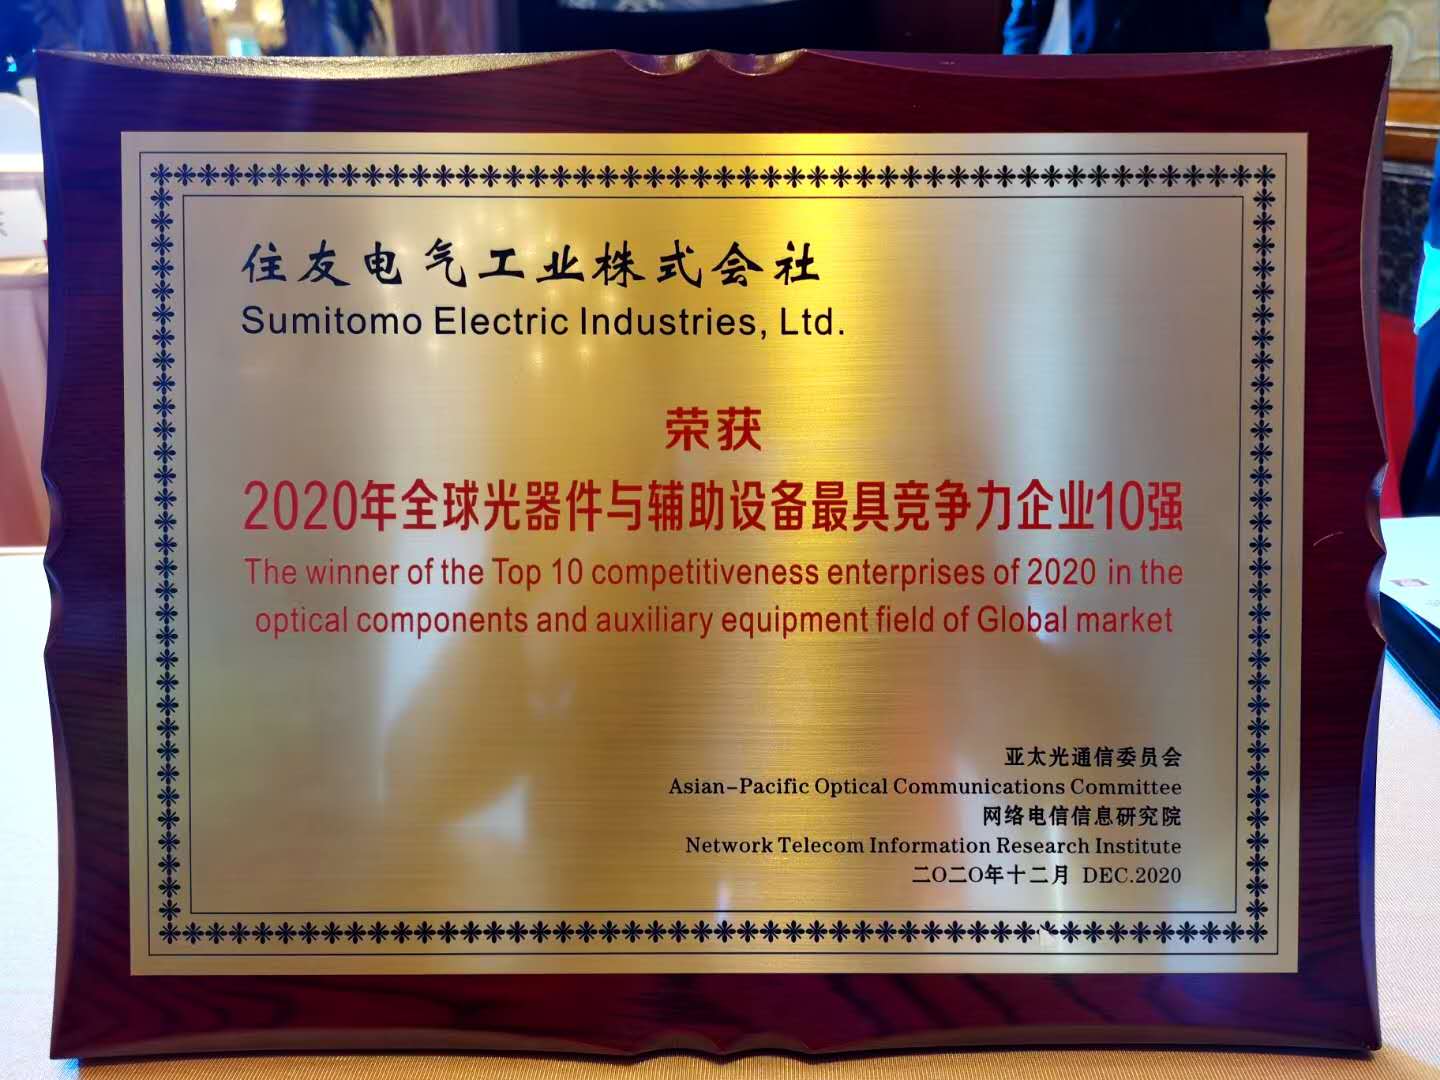 住友电气工业株式会社
Sumitomo Electric Industries, Ltd.
荣获
2020年全球光器件与辅助设备最具竞争力企业10强
The winner of the Top 10 competitiveness enterprises of 2020 in the
optical components and auxiliary equipment field of Global market
亚太光通信委员会
Asian-Pacific Optical Communications Committee
网络电信信息研究院
Network Telecom Information Research Institute
二〇二〇年十二月 DEC.2020